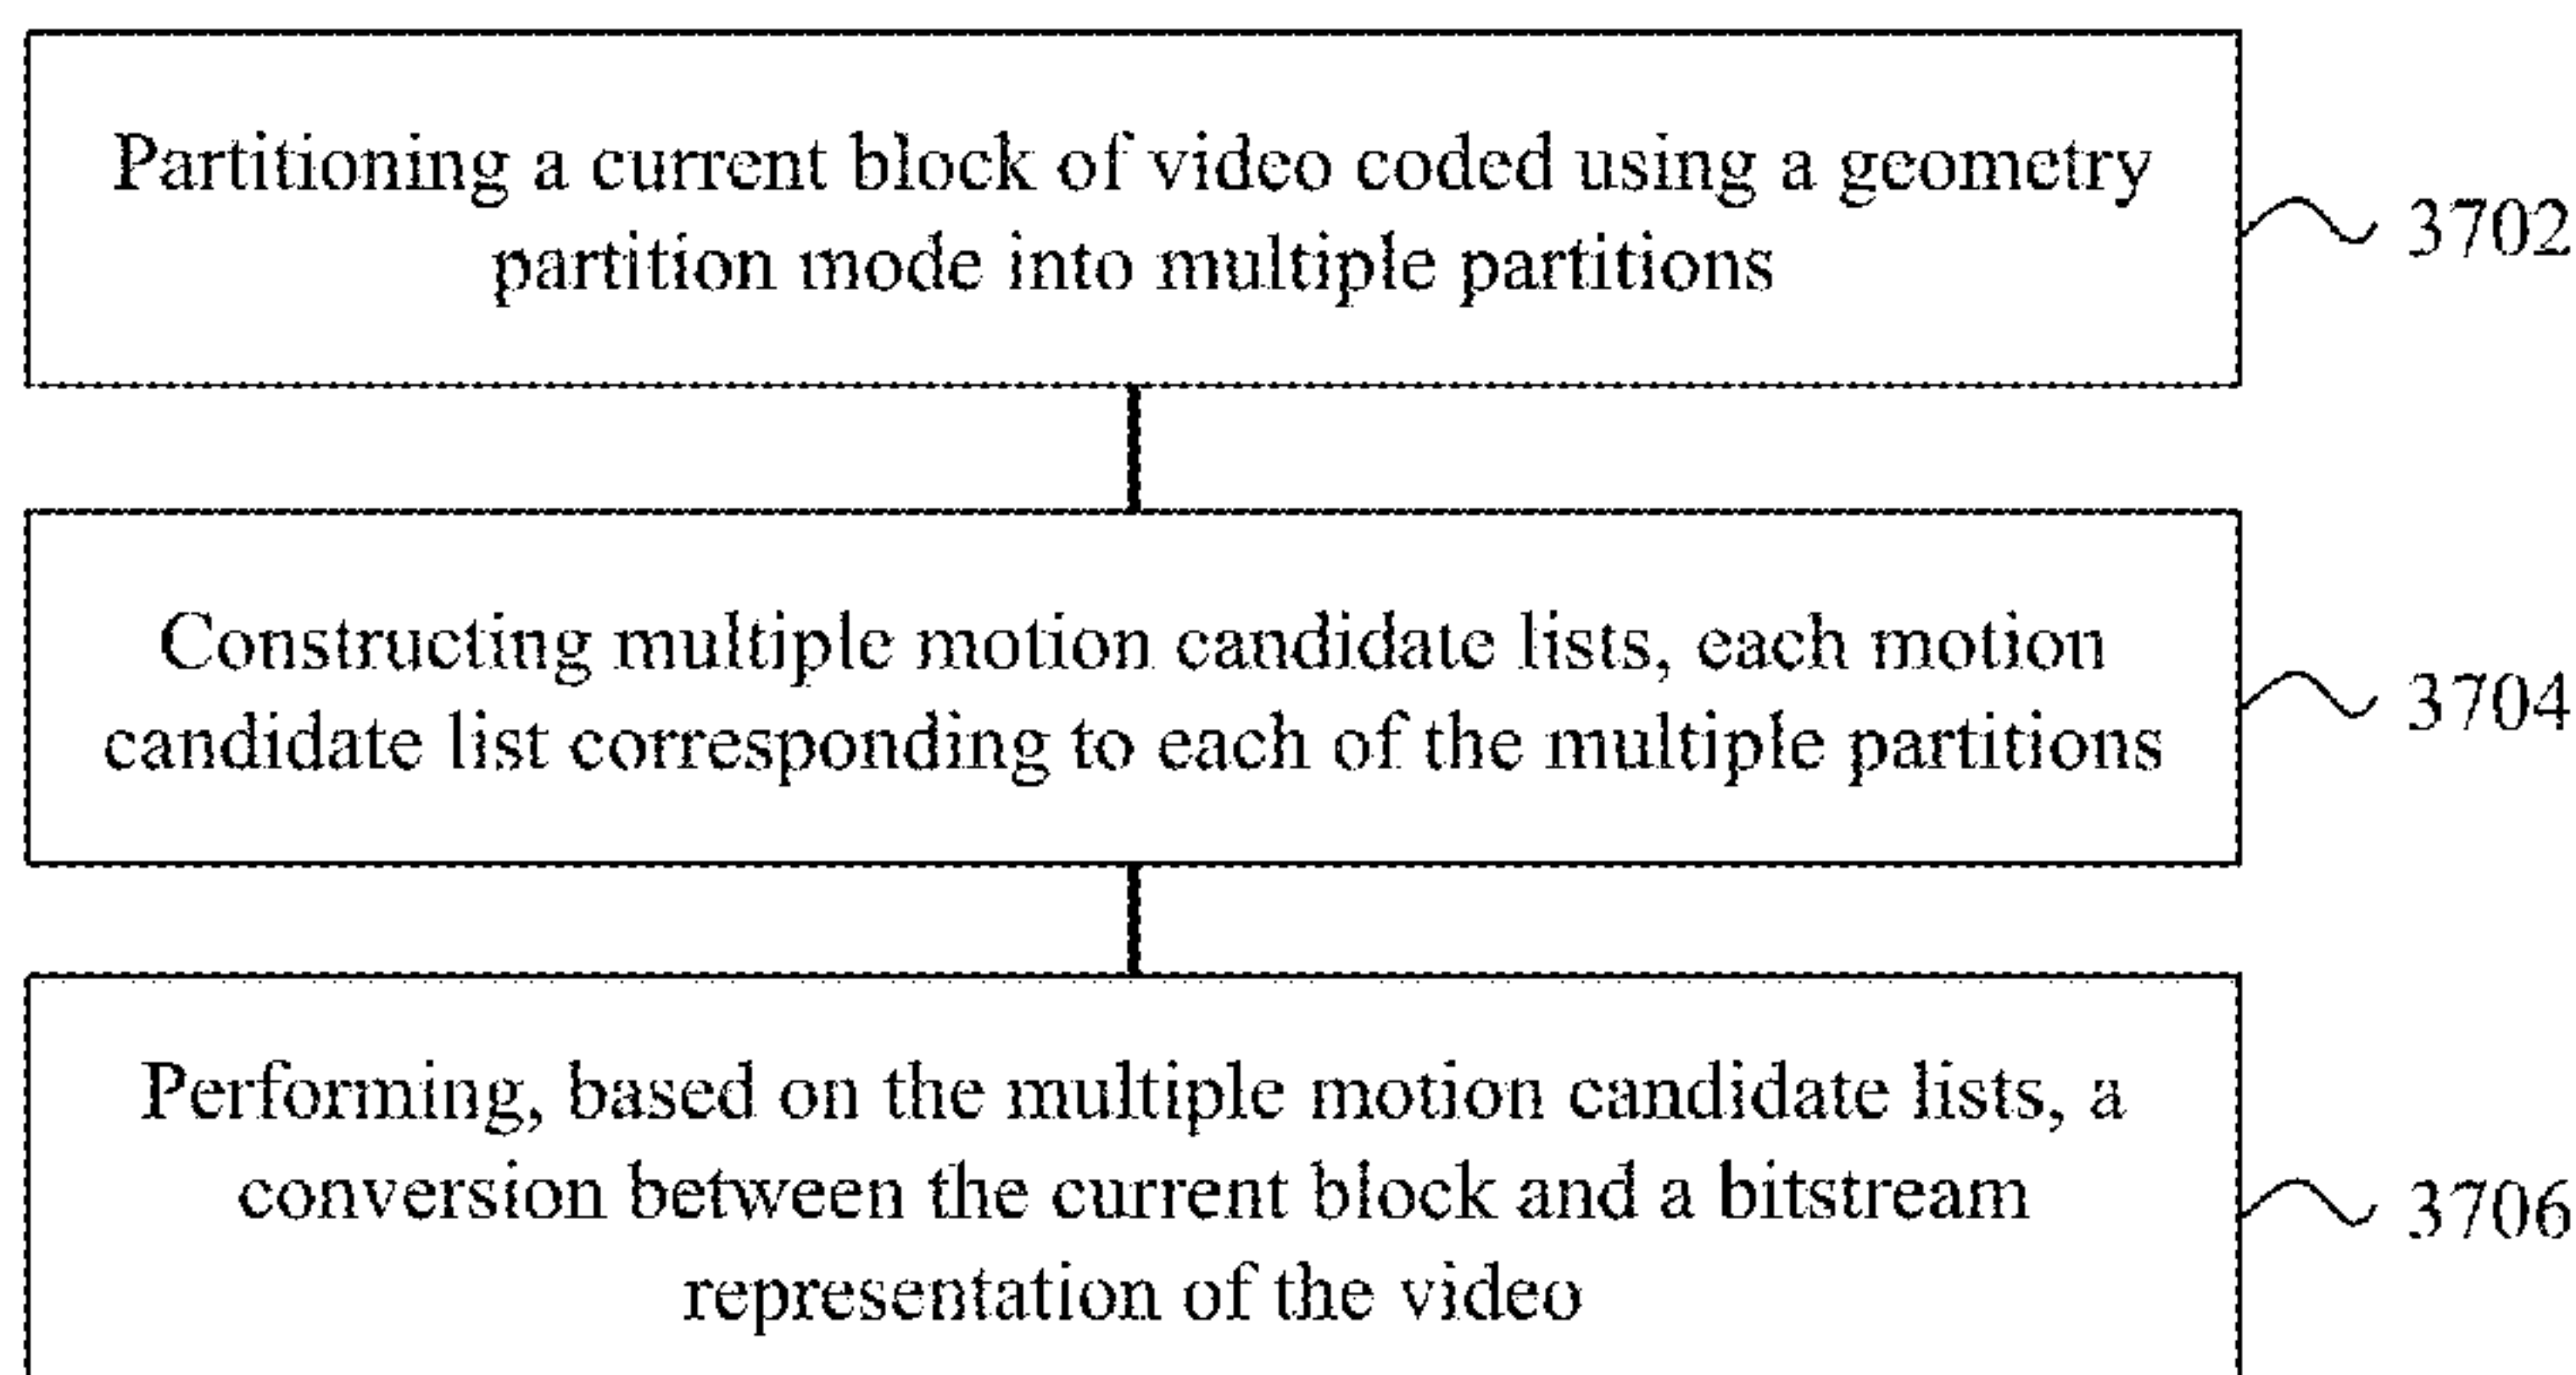 Partitioning a current block of video coded using a geometry
partition mode into multiple partitions
3702
Constructing multiple motion candidate lists, each motion
candidate list corresponding to each of the multiple partitions
3704
Performing, based on the multiple motion candidate lists, a
conversion between the current block and a bitstream
representation of the video
3706